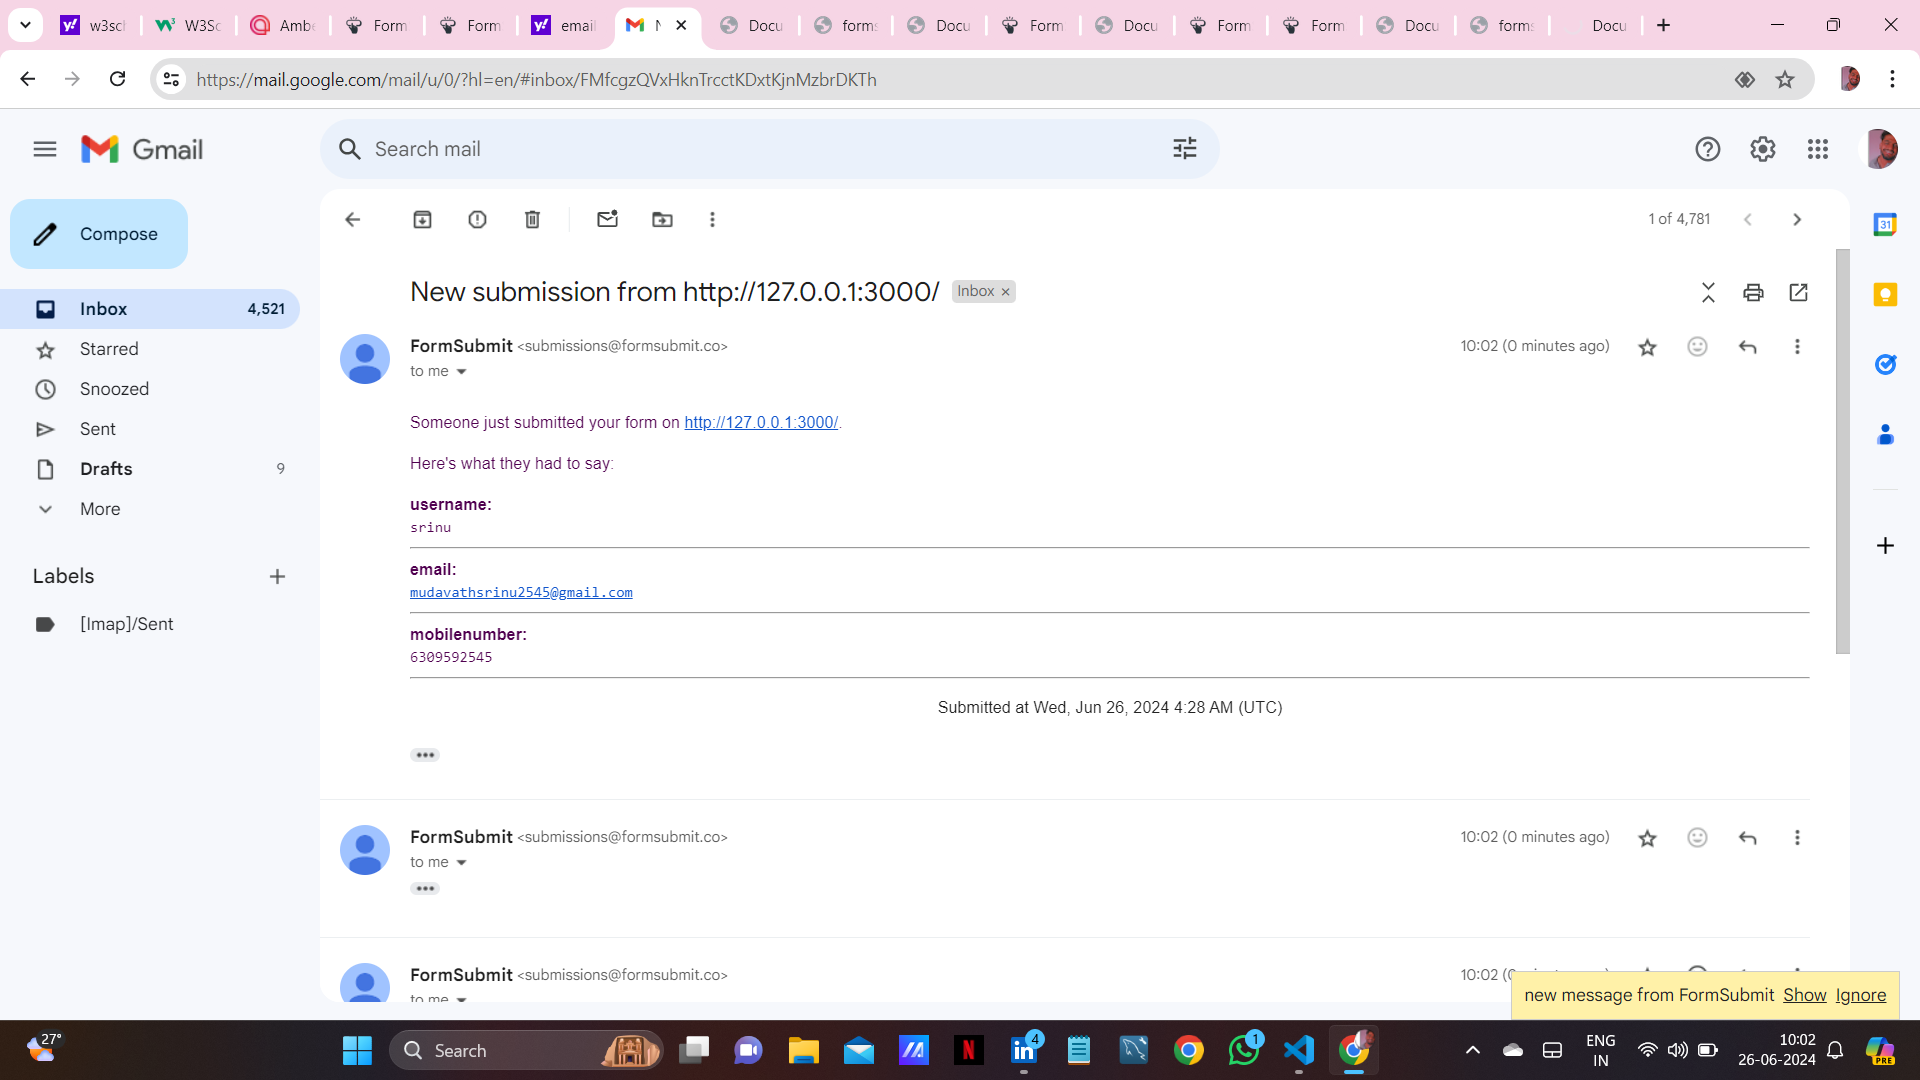 w3sch
W3Sc
Ambe
Form
Form
email
N
Docu
forms
Docu
Form
Docu
Form
Form
Docu
forms
Docu
https://mail.google.com/mail/u/0/?hl=en/#inbox/FMfcgzQVxHknTrcctKDxtKjnMzbrDKTh
Gmail
Search mail
Compose
1 of 4,781
31
New submission from http://127.0.0.1:3000/
Inbox
Inbox 4,521
Starred
Snoozed
Sent
Drafts 9
More
Labels
[Imap]/Sent
FormSubmit <submissions@formsubmit.co>
10:02 (0 minutes ago)
to me
Someone just submitted your form on http://127.0.0.1:3000/.
Here's what they had to say:
username:
srinu
email:
mudavathsrinu2545@gmail.com
mobilenumber:
6309592545
Submitted at Wed, Jun 26, 2024 4:28 AM (UTC)
FormSubmit <submissions@formsubmit.co>
10:02 (0 minutes ago)
to me
FormSubmit <submissions@formsubmit.co>
10:02
to me
new message from FormSubmit Show Ignore
27°
Search
4
1
ENG
IN
10:02
26-06-2024
PRE